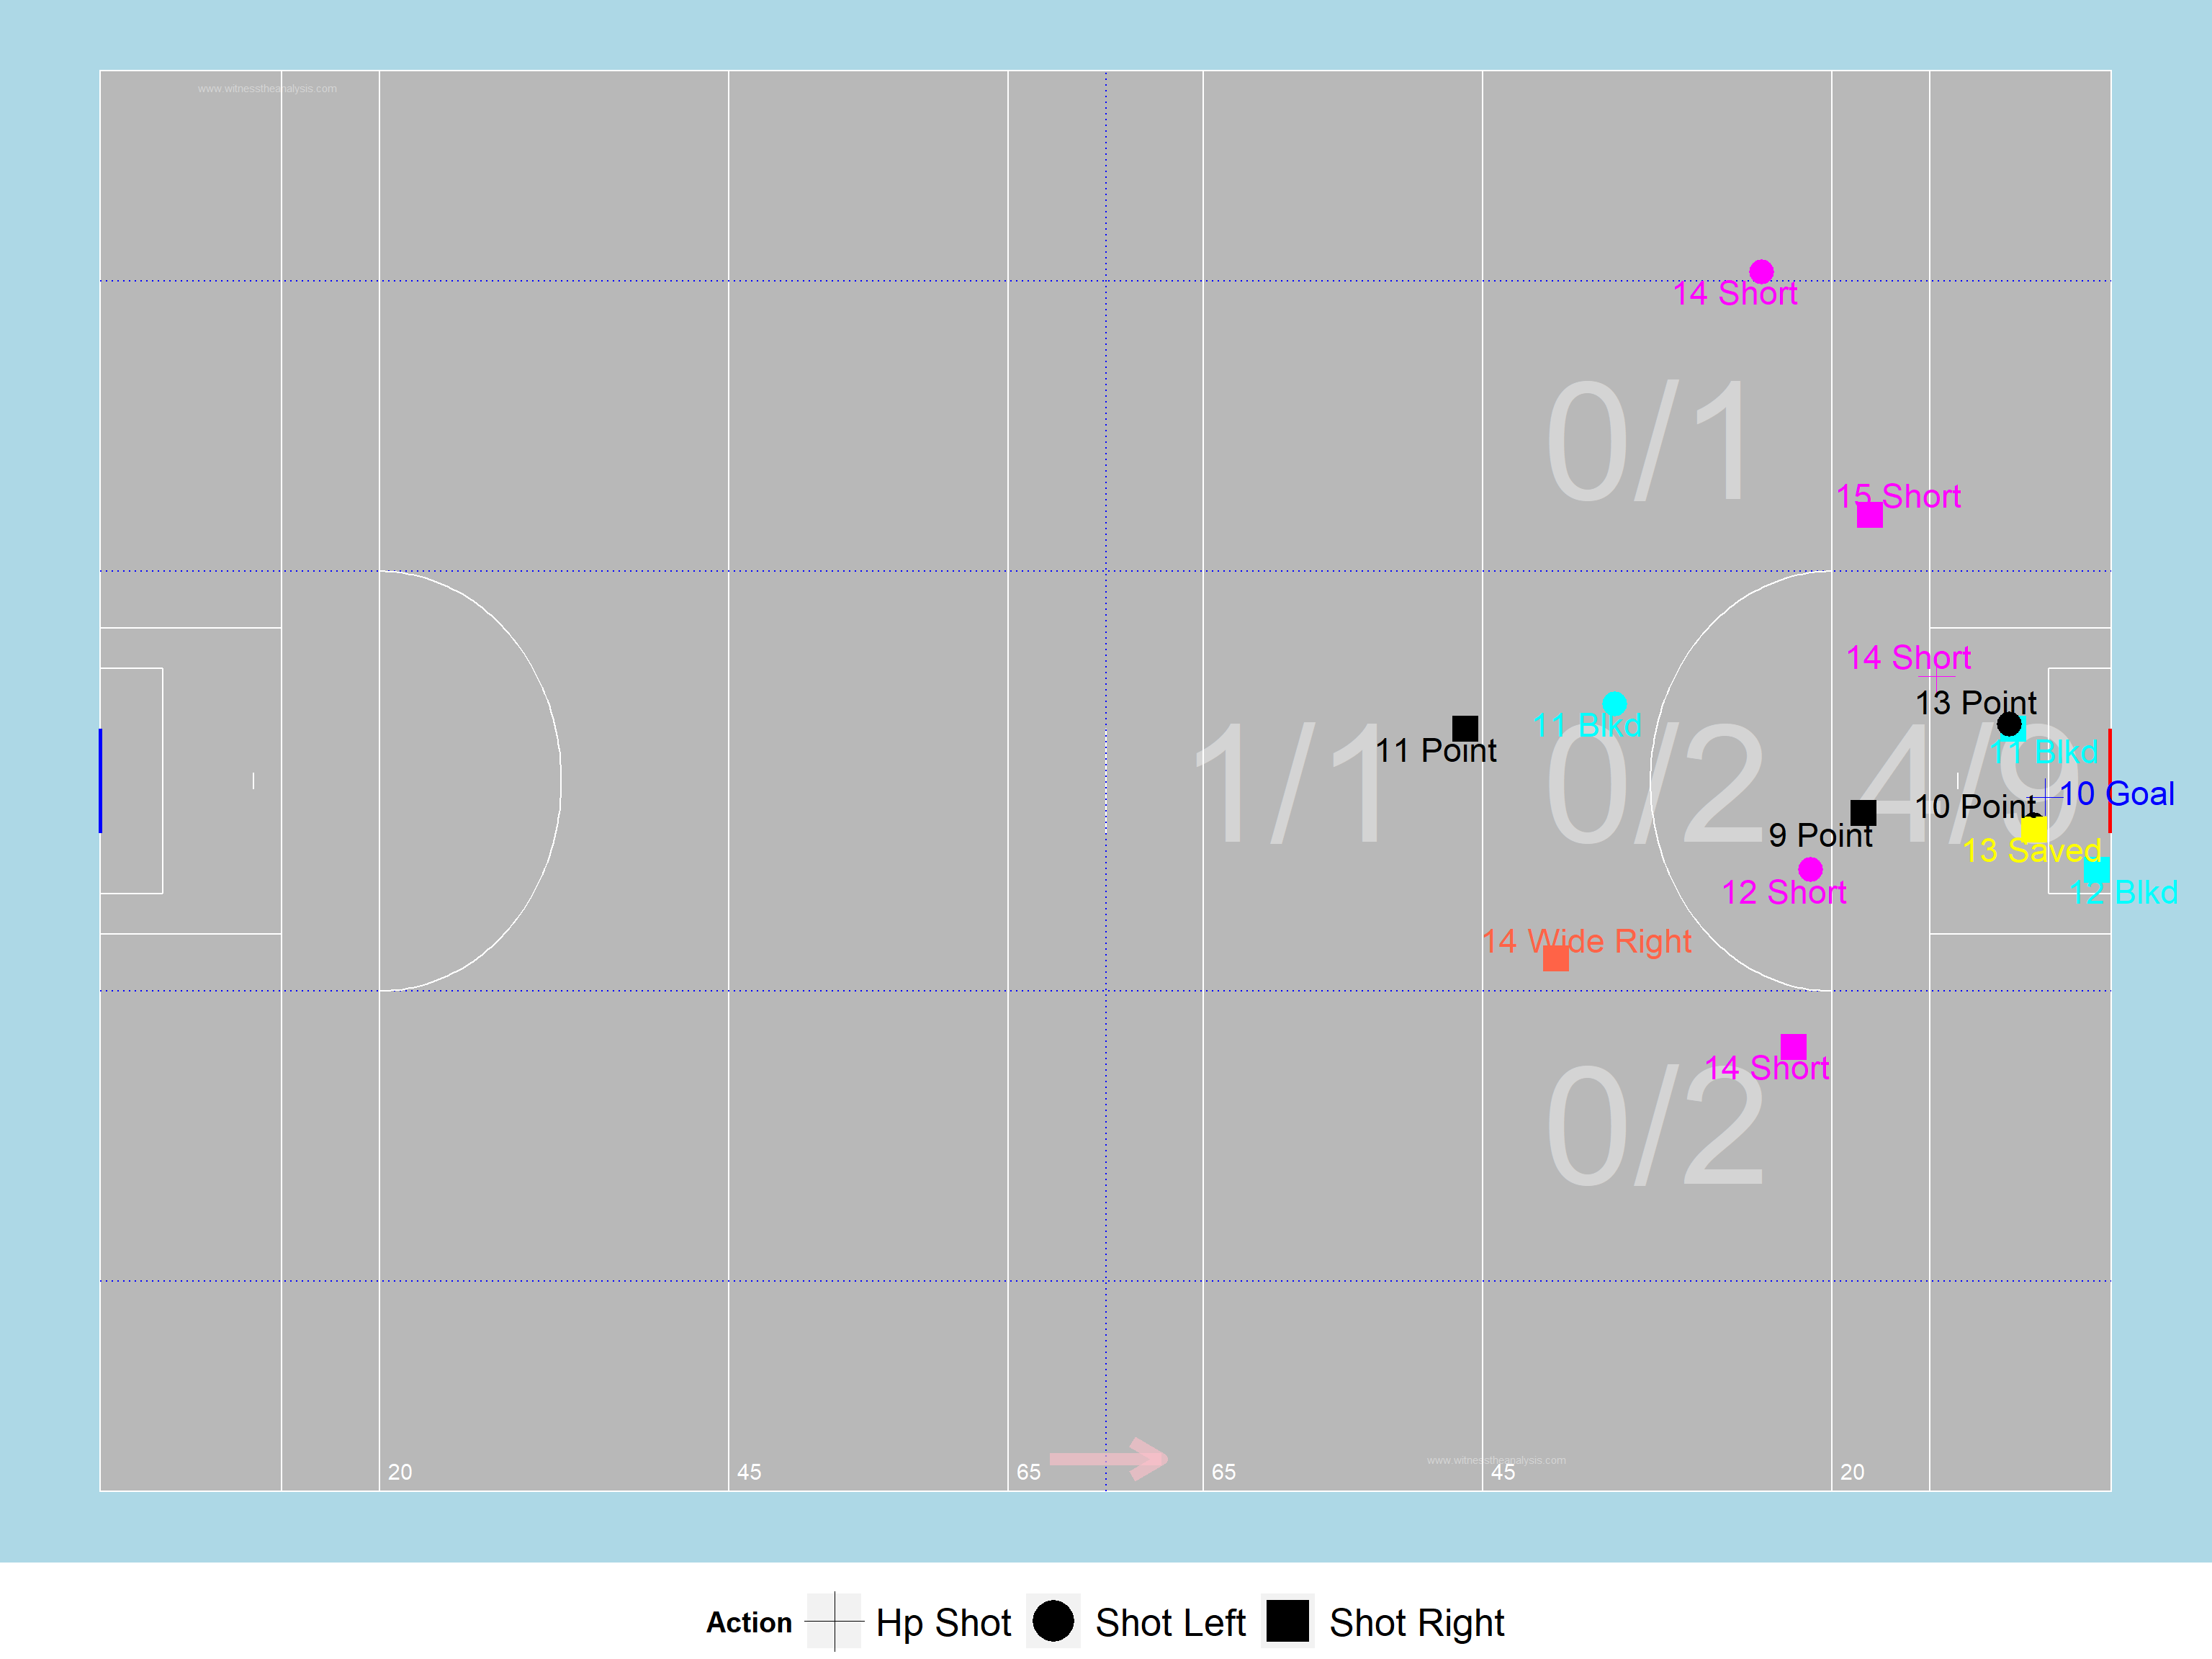 www.witnesstheanalysis.com
14 Short
0/1
15 Short
14 Short
13 Point
11 Blkd
11 Point
11 Blkd
1/1
0/2
4/9
10 Goal
10 Point
9 Point
13 Saved
12 Short
12 Blkd
14 Wide Right
14 Short
0/2
www.witnesstheanalysis.com
20
45
65
65
45
20
Action Hp Shot Shot Left Shot Right